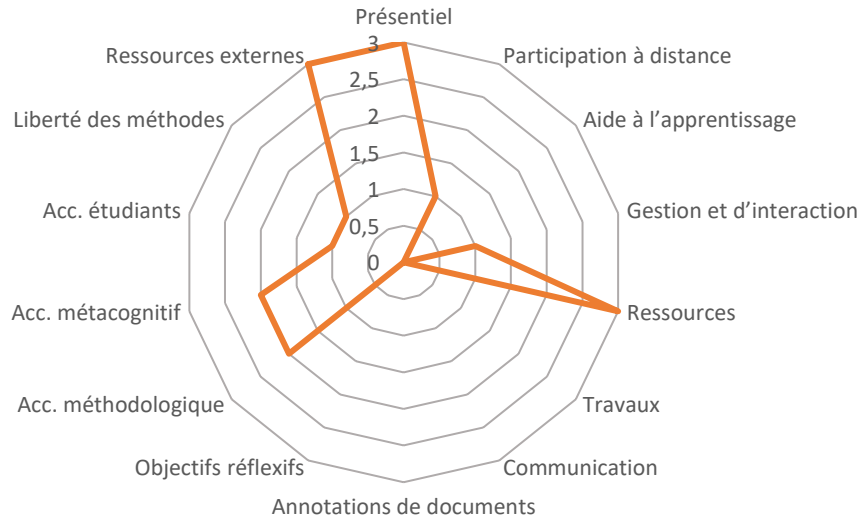 Présentiel
Participation à distance
Aide à l’apprentissage
Gestion et d’interaction
Ressources
Travaux
Communication
Annotations de documents
Objectifs réflexifs
Acc. méthodologique
Acc. métacognitif
Acc. étudiants
Liberté des méthodes
Ressources externes
3
2,5
2
1,5
1
0,5
0